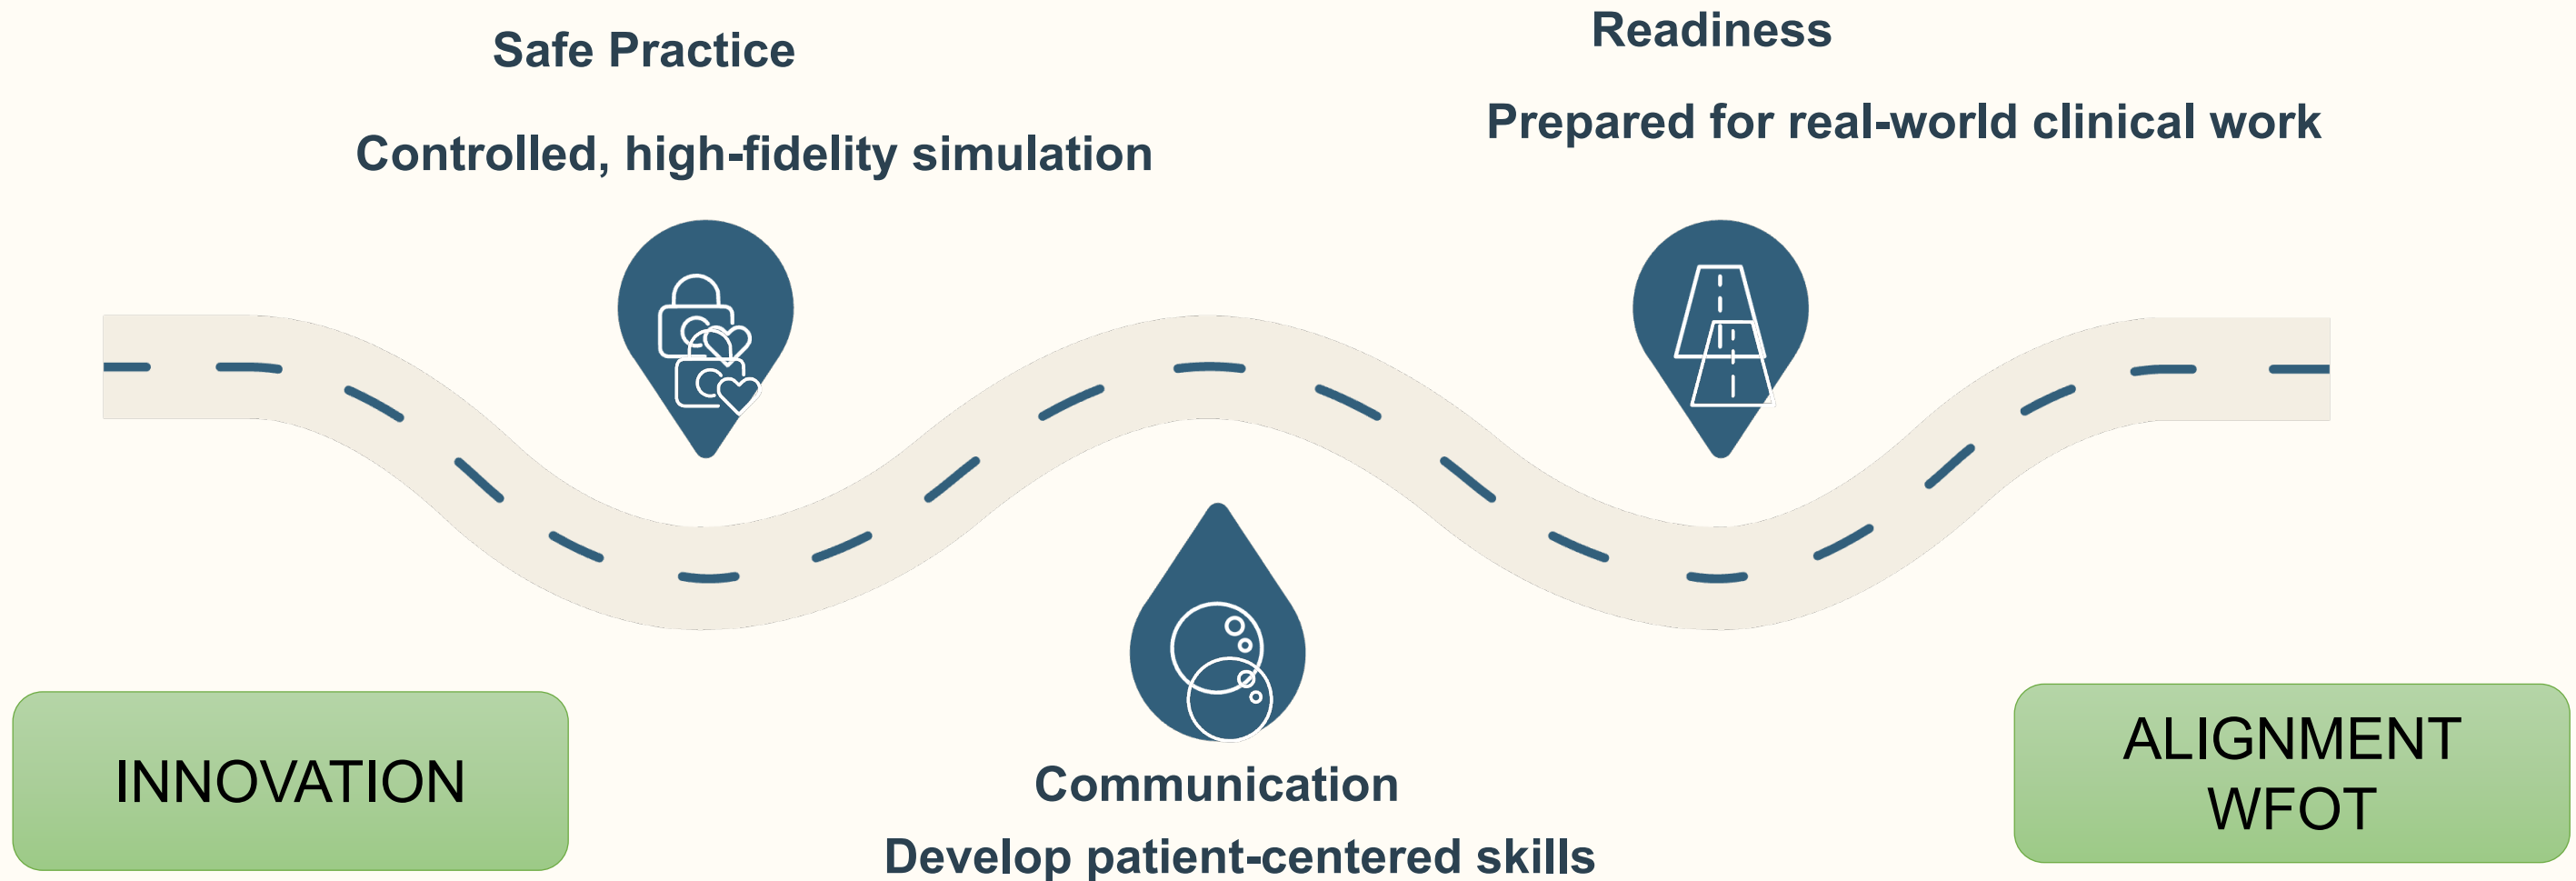 Safe Practice
Controlled, high-fidelity simulation
Readiness
Prepared for real-world clinical work
Communication
Develop patient-centered skills
INNOVATION
ALIGNMENT
WFOT